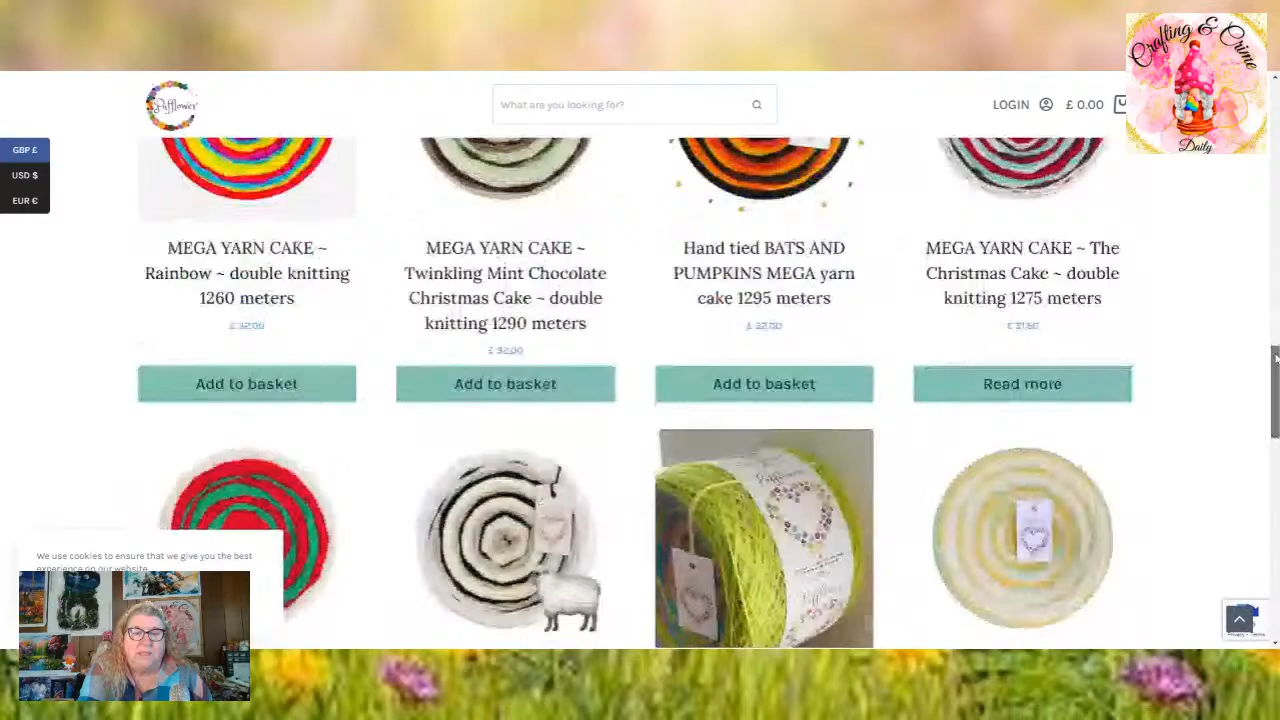 Crafting & Crime
Daily
Pufflower
What are you looking for?
LOGIN
£ 0.00
GBP £
USD $
EUR €
MEGA YARN CAKE ~
Rainbow ~ double knitting
1260 meters
£ 32.00
Add to basket
MEGA YARN CAKE ~
Twinkling Mint Chocolate
Christmas Cake ~ double
knitting 1290 meters
£ 32.00
Add to basket
Hand tied BATS AND
PUMPKINS MEGA yarn
cake 1295 meters
Add to basket
MEGA YARN CAKE ~ The
Christmas Cake ~ double
knitting 1275 meters
Read more
We use cookies to ensure that we give you the best
experience on our website.
Privacy - Terms